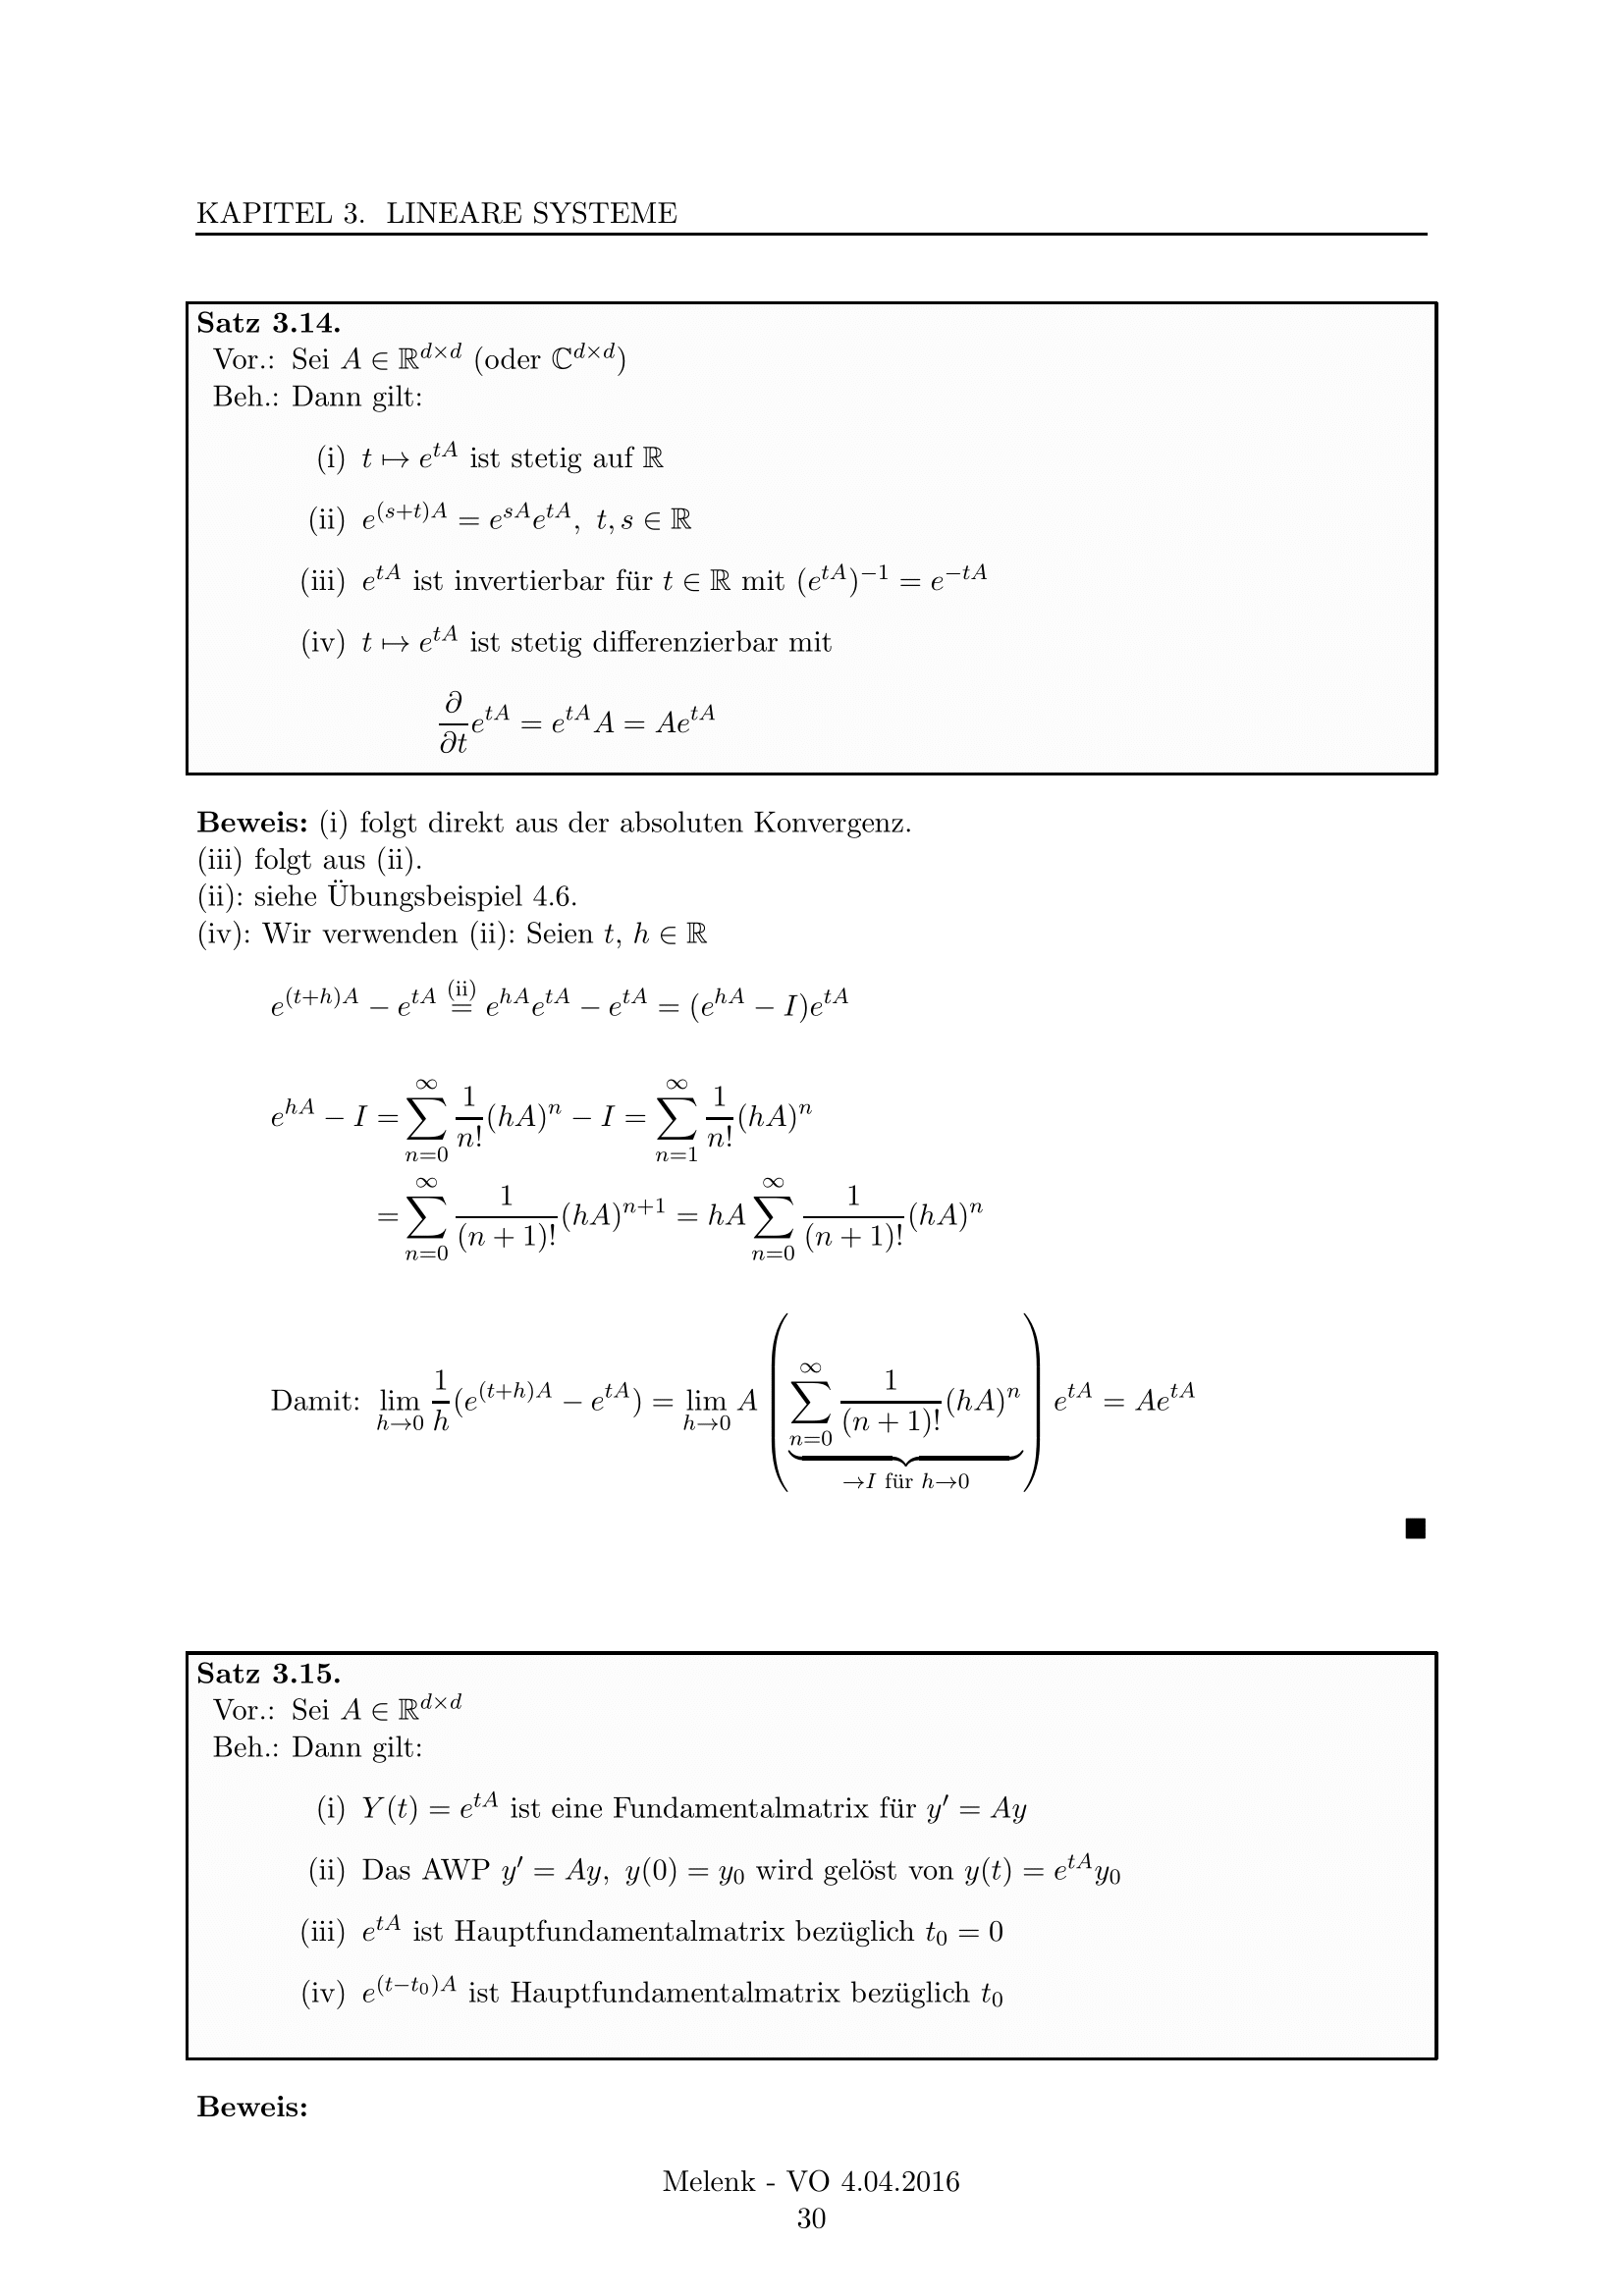 KAPITEL 3. LINEARE SYSTEME
Satz 3.14.
Vor.: Sei $A \in \mathbb{R}^{d \times d}$ (oder $\mathbb{C}^{d \times d}$)
Beh.: Dann gilt:
(i) $t \mapsto e^{tA}$ ist stetig auf $\mathbb{R}$
(ii) $e^{(s+t)A} = e^{sA}e^{tA},\ t, s \in \mathbb{R}$
(iii) $e^{tA}$ ist invertierbar für $t \in \mathbb{R}$ mit $(e^{tA})^{-1} = e^{-tA}$
(iv) $t \mapsto e^{tA}$ ist stetig differenzierbar mit
$\frac{\partial}{\partial t}e^{tA} = e^{tA}A = Ae^{tA}$
Beweis: (i) folgt direkt aus der absoluten Konvergenz.
(iii) folgt aus (ii).
(ii): siehe Übungsbeispiel 4.6.
(iv): Wir verwenden (ii): Seien $t$, $h \in \mathbb{R}$
$e^{(t+h)A} - e^{tA} \overset{\text{(ii)}}{=} e^{hA}e^{tA} - e^{tA} = (e^{hA} - I)e^{tA}$
$e^{hA} - I = \sum_{n=0}^{\infty} \frac{1}{n!}(hA)^n - I = \sum_{n=1}^{\infty} \frac{1}{n!}(hA)^n$
$= \sum_{n=0}^{\infty} \frac{1}{(n+1)!}(hA)^{n+1} = hA \sum_{n=0}^{\infty} \frac{1}{(n+1)!}(hA)^n$
Damit: $\lim_{h \to 0} \frac{1}{h}(e^{(t+h)A} - e^{tA}) = \lim_{h \to 0} A \left( \underbrace{\sum_{n=0}^{\infty} \frac{1}{(n+1)!}(hA)^n}_{\to I \text{ für } h \to 0} \right) e^{tA} = Ae^{tA}$
■
Satz 3.15.
Vor.: Sei $A \in \mathbb{R}^{d \times d}$
Beh.: Dann gilt:
(i) $Y(t) = e^{tA}$ ist eine Fundamentalmatrix für $y' = Ay$
(ii) Das AWP $y' = Ay,\ y(0) = y_0$ wird gelöst von $y(t) = e^{tA}y_0$
(iii) $e^{tA}$ ist Hauptfundamentalmatrix bezüglich $t_0 = 0$
(iv) $e^{(t-t_0)A}$ ist Hauptfundamentalmatrix bezüglich $t_0$
Beweis:
Melenk - VO 4.04.2016
30